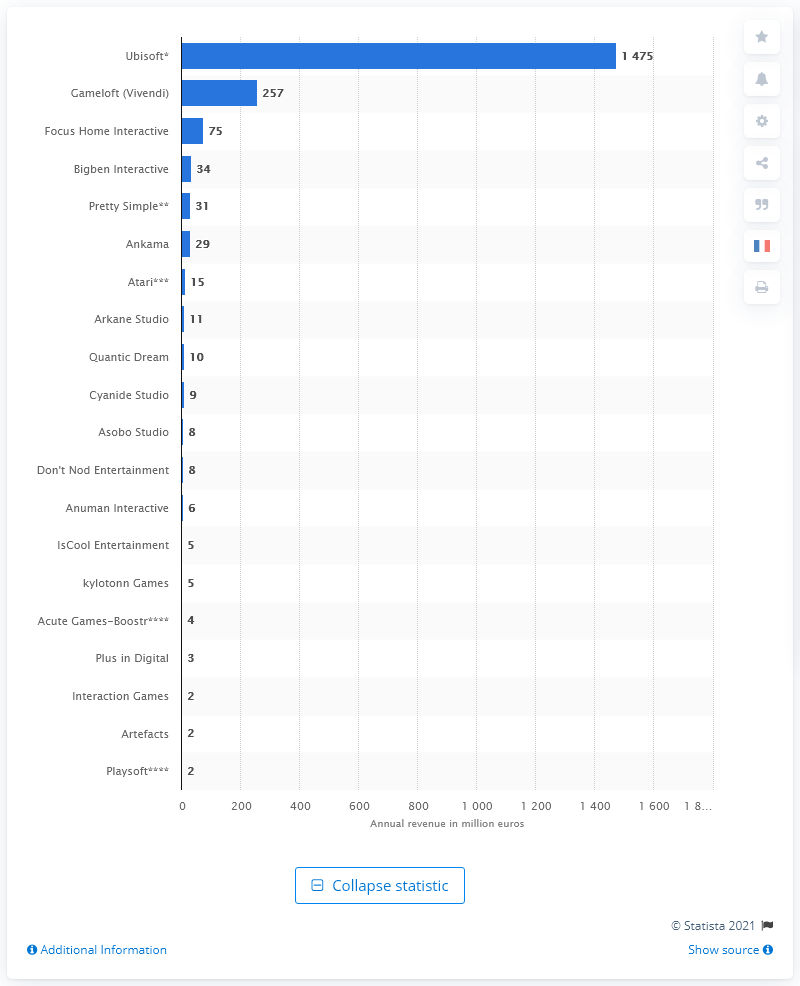 Ubisoft* 1 475
Gameloft (Vivendi) 257
Focus Home Interactive 75
Bigben Interactive 34
Pretty Simple** 31
Ankama 29
Atari*** 15
Arkane Studio 11
Quantic Dream 10
Cyanide Studio 9
Asobo Studio 8
Don't Nod Entertainment 8
Anuman Interactive 6
IsCool Entertainment 5
kylotonn Games 5
Acute Games-Boostr**** 4
Plus in Digital 3
Interaction Games 2
Artefacts 2
Playsoft**** 2
0 200 400 600 800 1 000 1 200 1 400 1 600 1 8...
Annual revenue in million euros
Collapse statistic
© Statista 2021
Additional Information Show source